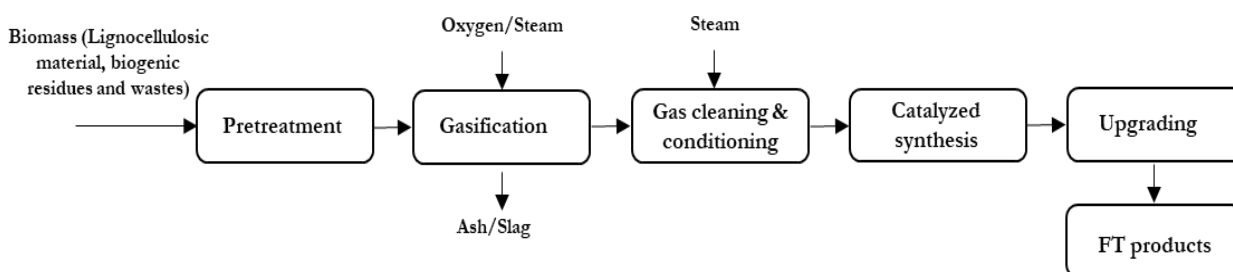 Biomass (Lignocellulosic
material, biogenic
residues and wastes)
Oxygen/Steam
Steam
Pretreatment
Gasification
Gas cleaning &
conditioning
Catalyzed
synthesis
Upgrading
Ash/Slag
FT products